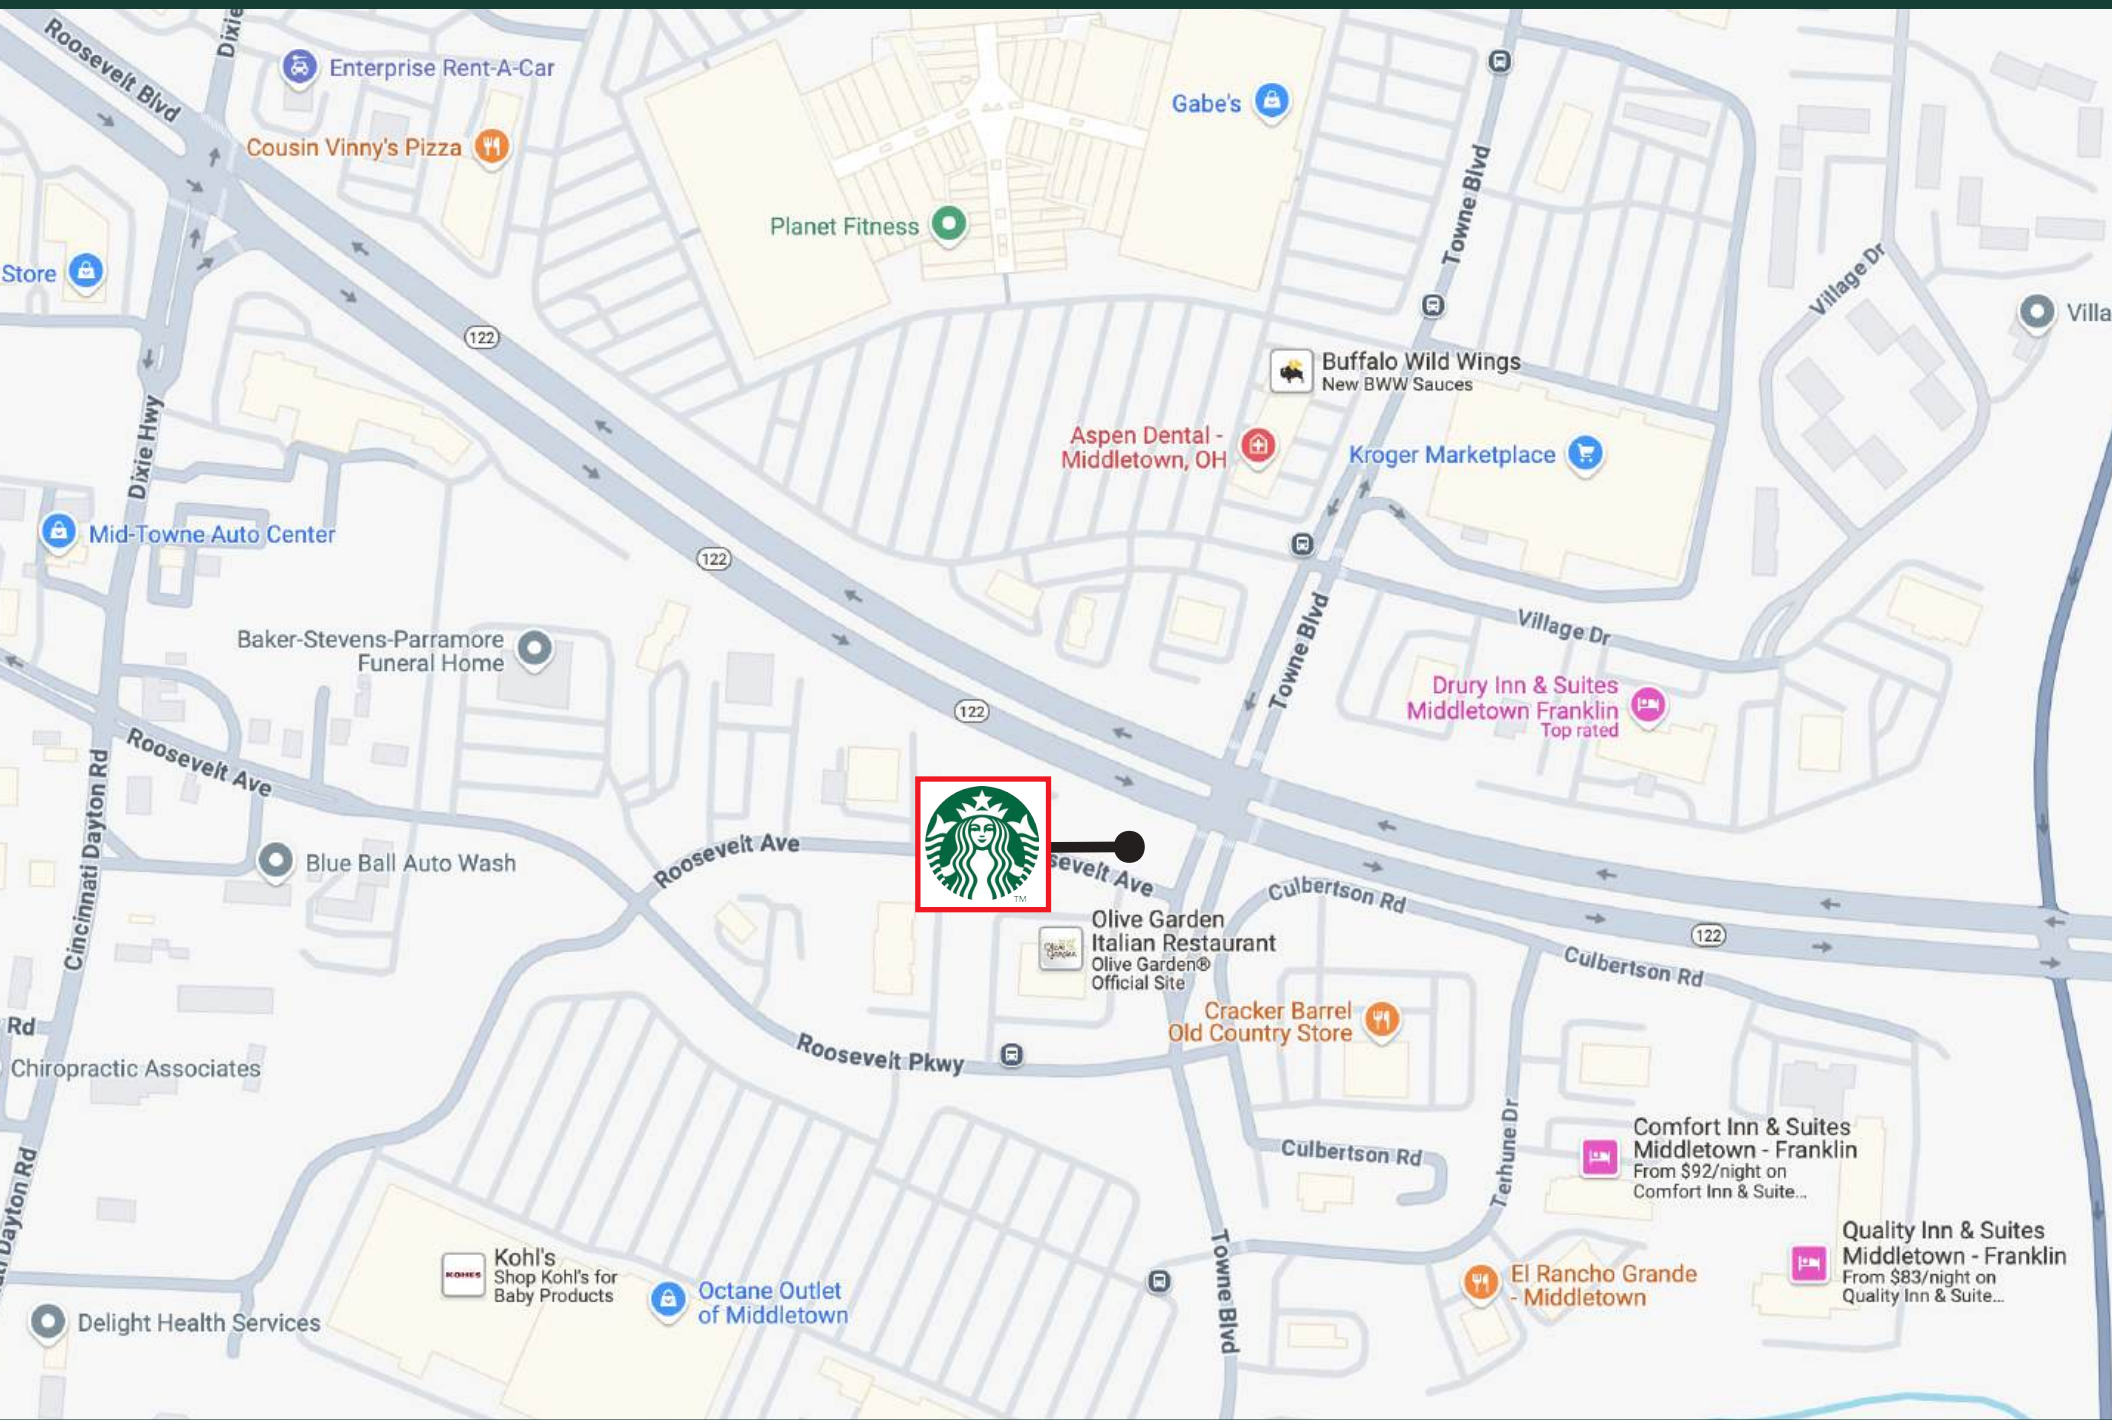 Roosevelt Blvd
Dixie
Enterprise Rent-A-Car
Cousin Vinny's Pizza
Gabe's
Planet Fitness
Towne Blvd
Village Dr
Store
Villa
122
Buffalo Wild Wings
New BWW Sauces
Aspen Dental -
Middletown, OH
Kroger Marketplace
Dixie Hwy
Mid-Towne Auto Center
122
Baker-Stevens-Parramore
Funeral Home
Towne Blvd
Village Dr
Drury Inn & Suites
Middletown Franklin
Top rated
122
Roosevelt Ave
Cincinnati Dayton Rd
Blue Ball Auto Wash
Roosevelt Ave
TM
sevelt Ave
Culbertson Rd
122
Culbertson Rd
Olive Garden
Olive Garden
Italian Restaurant
Olive Garden®
Official Site
Cracker Barrel
Old Country Store
Rd
Chiropractic Associates
Roosevelt Pkwy
Culbertson Rd
Terhune Dr
Comfort Inn & Suites
Middletown - Franklin
From $92/night on
Comfort Inn & Suite...
Dayton Rd
KOHL'S
Kohl's
Shop Kohl's for
Baby Products
Octane Outlet
of Middletown
Towne Blvd
El Rancho Grande
- Middletown
Quality Inn & Suites
Middletown - Franklin
From $83/night on
Quality Inn & Suite...
Delight Health Services